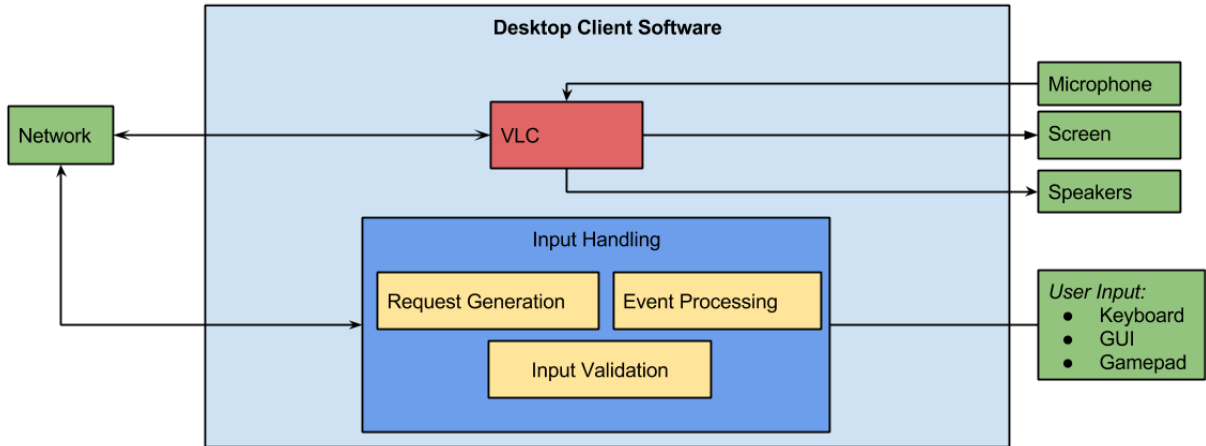 Desktop Client Software
Microphone
Network
VLC
Screen
Speakers
Input Handling
Request Generation
Event Processing
Input Validation
User Input:
● Keyboard
● GUI
● Gamepad